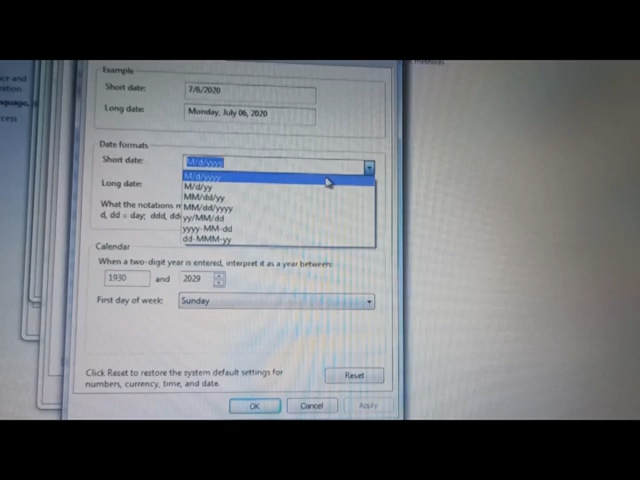 methods
Example
Short date: 7/6/2020
Long date: Monday, July 06, 2020
Date formats
Short date: M/d/yyyy
M/d/yyyy
Long date: M/d/yy
MM/dd/yy
What the notations MM/dd/yyyy
d, dd = day; ddd, yy/MM/dd
yyyy-MM-dd
dd-MMM-yy
Calendar
When a two-digit year is entered, interpret it as a year between:
1930 and 2029
First day of week: Sunday
Click Reset to restore the system default settings for
numbers, currency, time, and date.
Reset
OK Cancel Apply